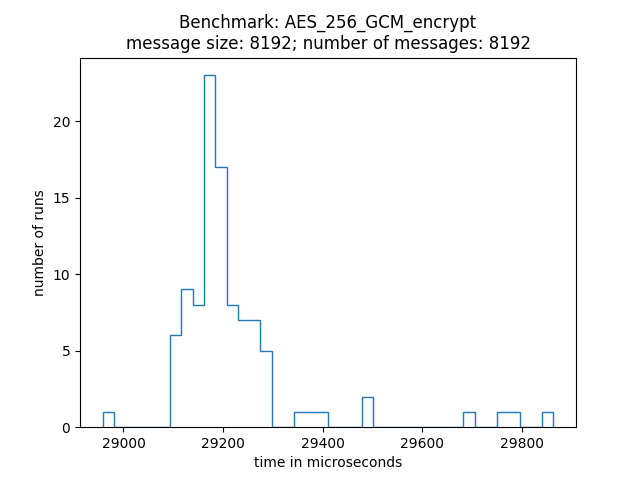 Benchmark: AES_256_GCM_encrypt
message size: 8192; number of messages: 8192
number of runs
20
15
10
5
0
29000 29200 29400 29600 29800
time in microseconds